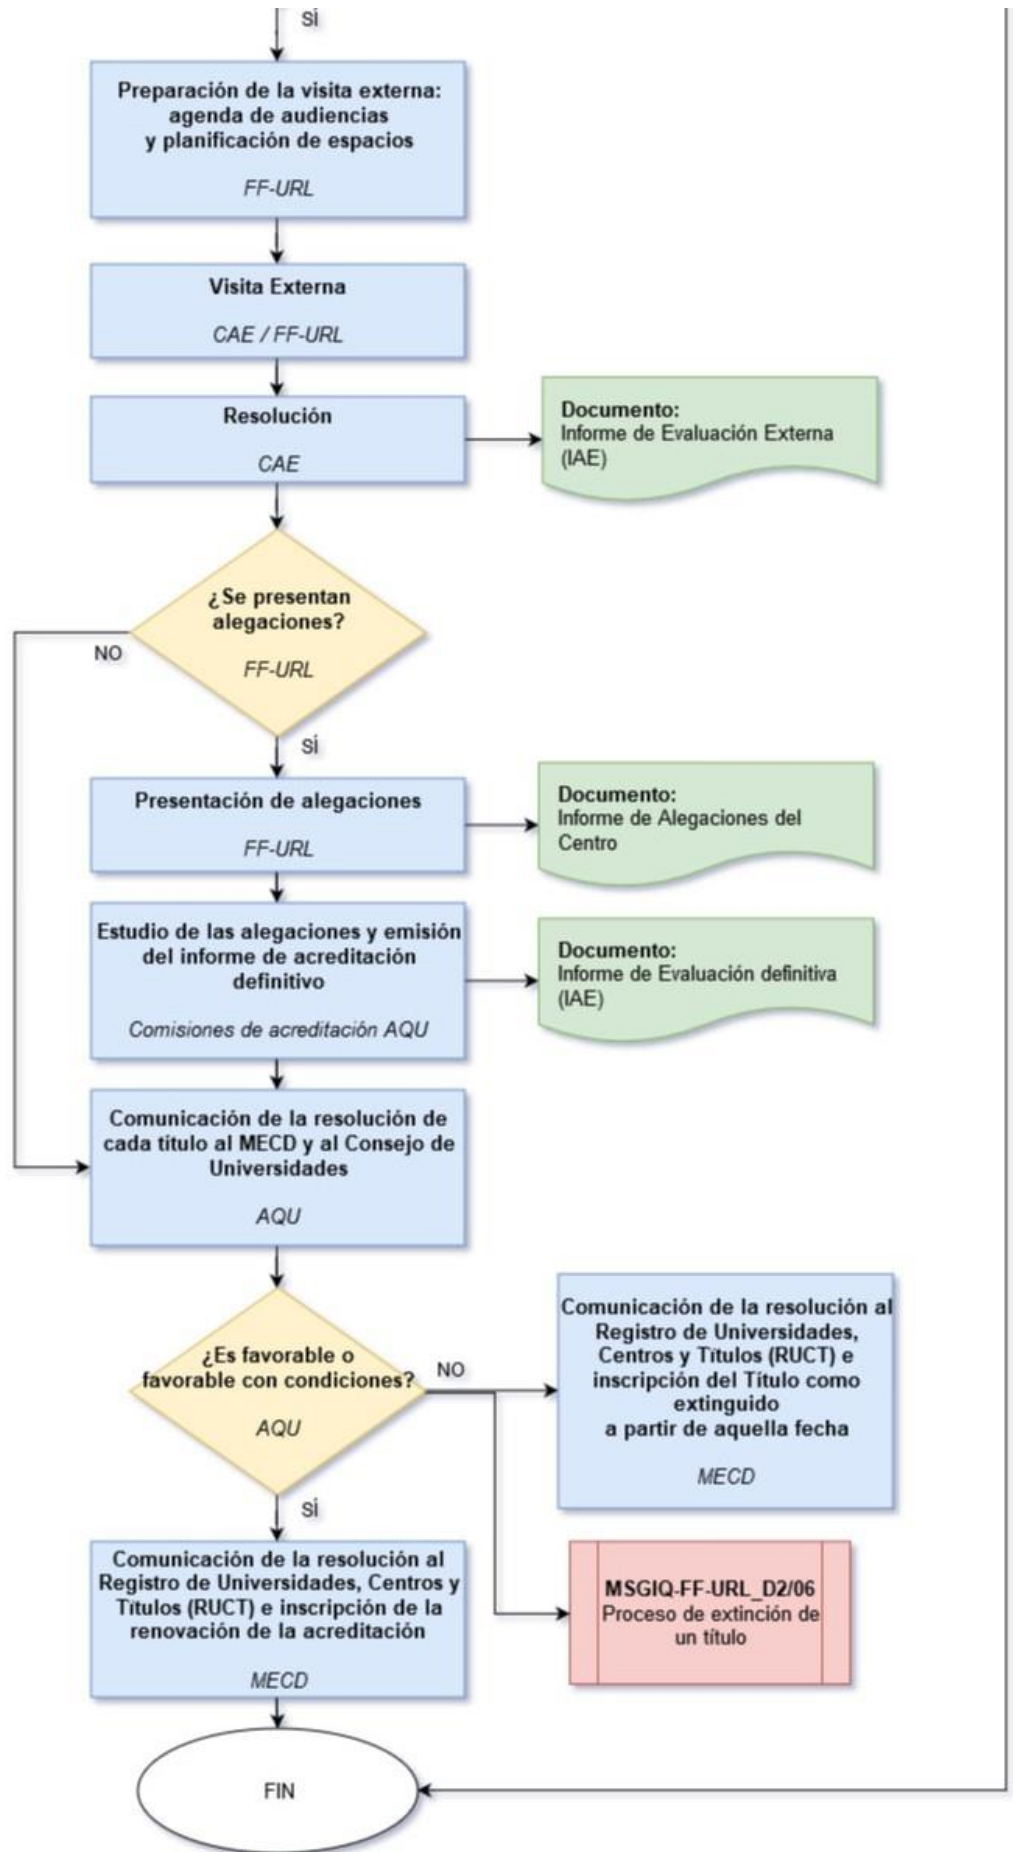 SÍ
Preparación de la visita externa:
agenda de audiencias
y planificación de espacios
FF-URL
Visita Externa
CAE / FF-URL
Resolución
CAE
Documento:
Informe de Evaluación Externa
(IAE)
¿Se presentan
alegaciones?
FF-URL
NO
SÍ
Presentación de alegaciones
FF-URL
Documento:
Informe de Alegaciones del
Centro
Estudio de las alegaciones y emisión
del informe de acreditación
definitivo
Comisiones de acreditación AQU
Documento:
Informe de Evaluación definitiva
(IAE)
Comunicación de la resolución de
cada título al MECD y al Consejo de
Universidades
AQU
¿Es favorable o
favorable con condiciones?
AQU
NO
Comunicación de la resolución al
Registro de Universidades,
Centros y Títulos (RUCT) e
inscripción del Título como
extinguido
a partir de aquella fecha
MECD
SÍ
Comunicación de la resolución al
Registro de Universidades, Centros y
Títulos (RUCT) e inscripción de la
renovación de la acreditación
MECD
MSGIQ-FF-URL_D2/06
Proceso de extinción de
un título
FIN